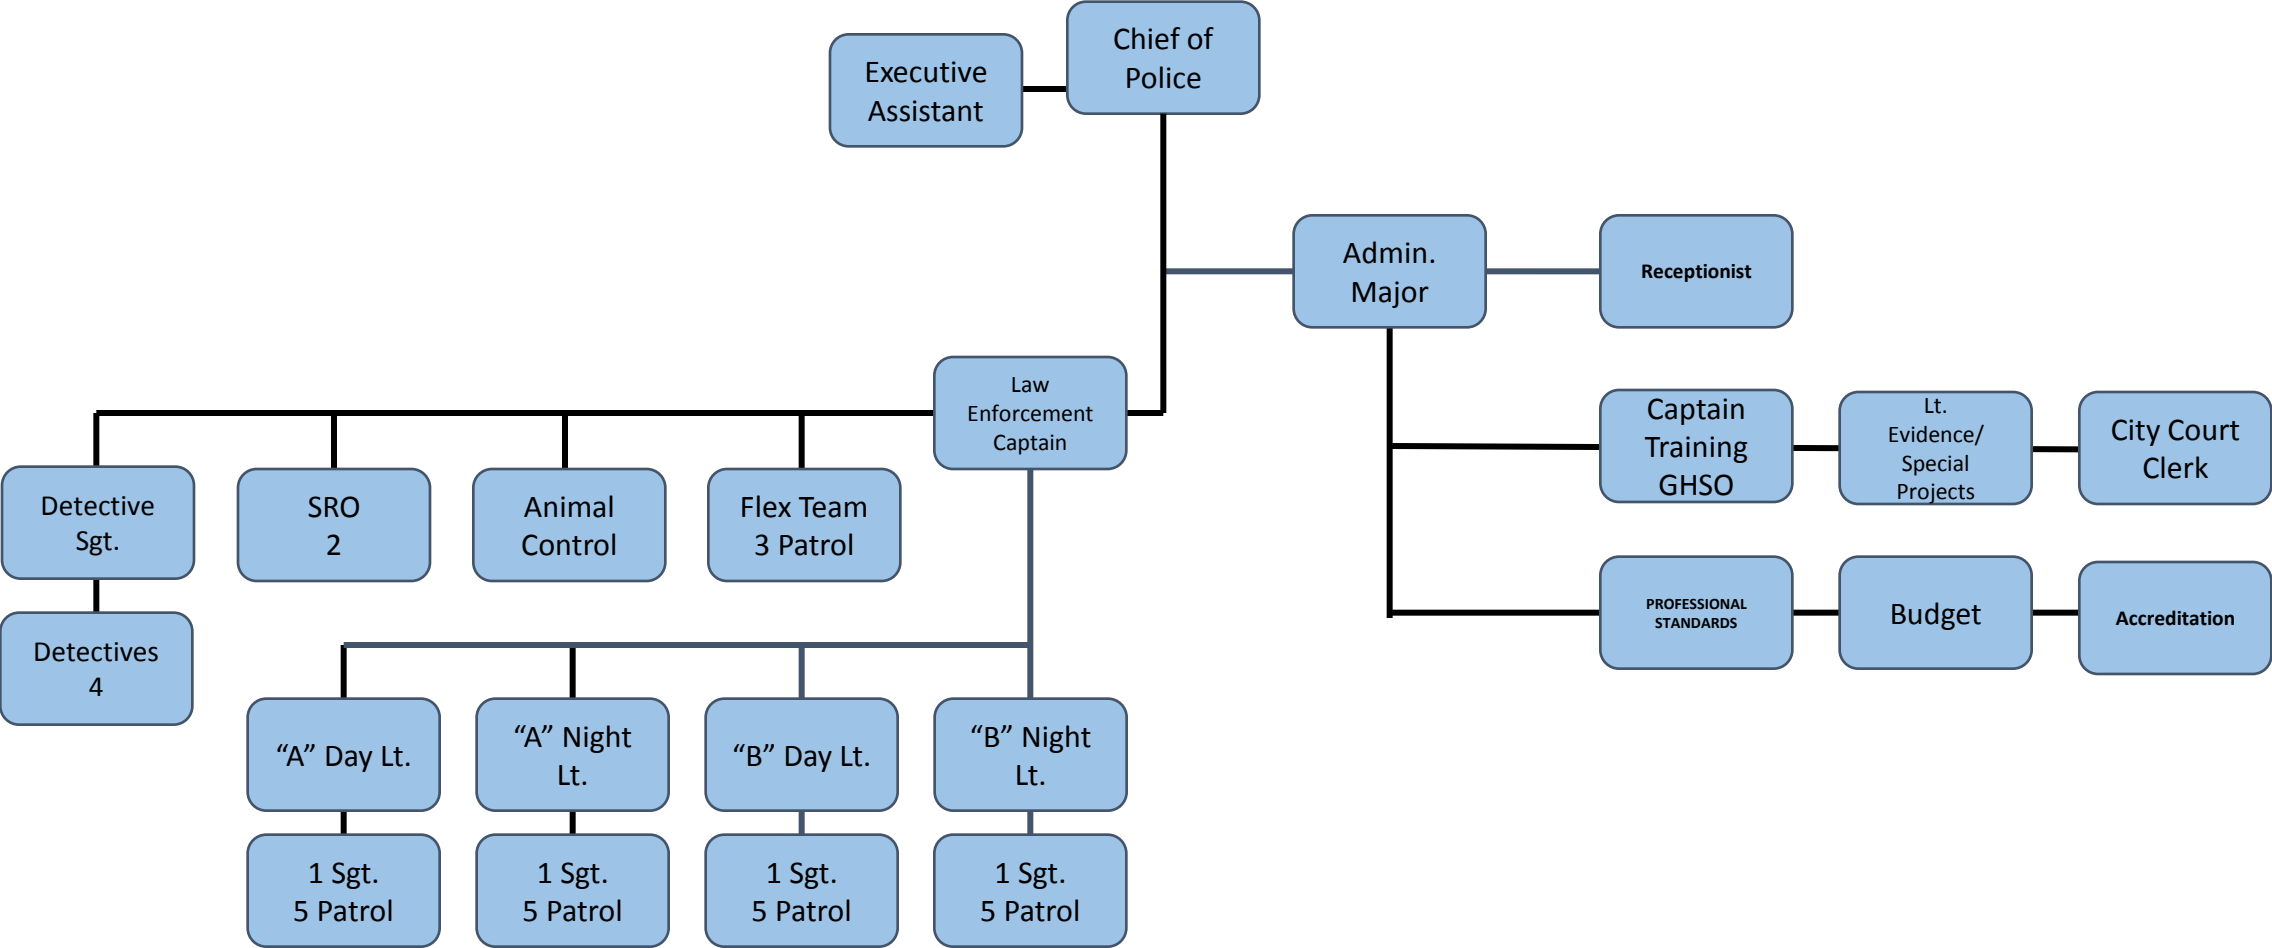 Chief of
Police
Executive
Assistant
Admin.
Major
Receptionist
Law
Enforcement
Captain
Captain
Training
GHSO
Lt.
Evidence/
Special
Projects
City Court
Clerk
Detective
Sgt.
SRO
2
Animal
Control
Flex Team
3 Patrol
PROFESSIONAL
STANDARDS
Budget
Accreditation
Detectives
4
“A” Day Lt.
“A” Night
Lt.
“B” Day Lt.
“B” Night
Lt.
1 Sgt.
5 Patrol
1 Sgt.
5 Patrol
1 Sgt.
5 Patrol
1 Sgt.
5 Patrol